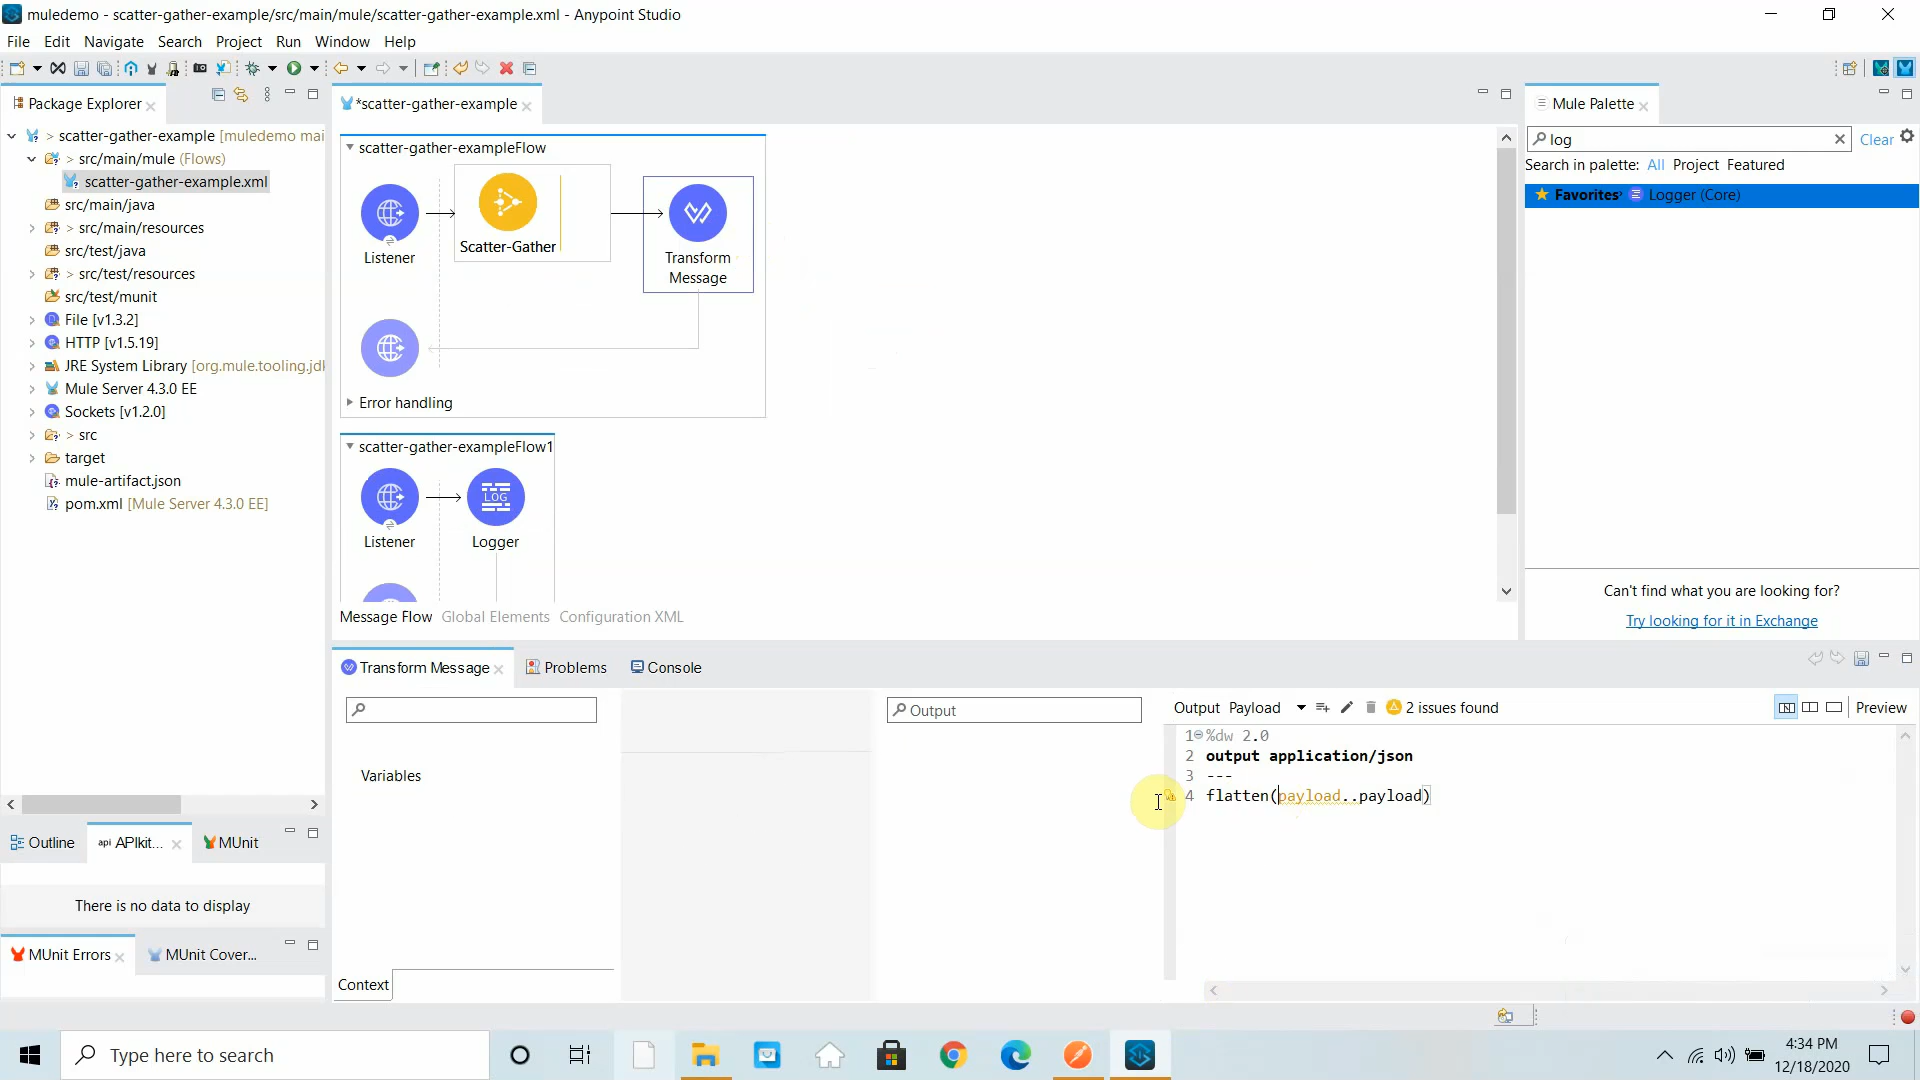 muledemo - scatter-gather-example/src/main/mule/scatter-gather-example.xml - Anypoint Studio
File Edit Navigate Search Project Run Window Help
Package Explorer
*scatter-gather-example
Mule Palette
log
Clear
Search in palette: All Project Featured
Favorites Logger (Core)
scatter-gather-example [muledemo mai
> src/main/mule (Flows)
scatter-gather-example.xml
src/main/java
> src/main/resources
src/test/java
> src/test/resources
src/test/munit
File [v1.3.2]
HTTP [v1.5.19]
JRE System Library [org.mule.tooling.jdk
Mule Server 4.3.0 EE
Sockets [v1.2.0]
> src
target
mule-artifact.json
pom.xml [Mule Server 4.3.0 EE]
scatter-gather-exampleFlow
Listener
Scatter-Gather
Transform
Message
Error handling
scatter-gather-exampleFlow1
LOG
Listener
Logger
Message Flow Global Elements Configuration XML
Can't find what you are looking for?
Try looking for it in Exchange
Transform Message
Problems
Console
Output
Variables
Context
Output Payload
2 issues found
Preview
1 %dw 2.0
2 output application/json
3 ---
4 flatten(payload..payload)
Outline
api APIkit...
MUnit
There is no data to display
MUnit Errors
MUnit Cover...
Type here to search
4:34 PM
12/18/2020